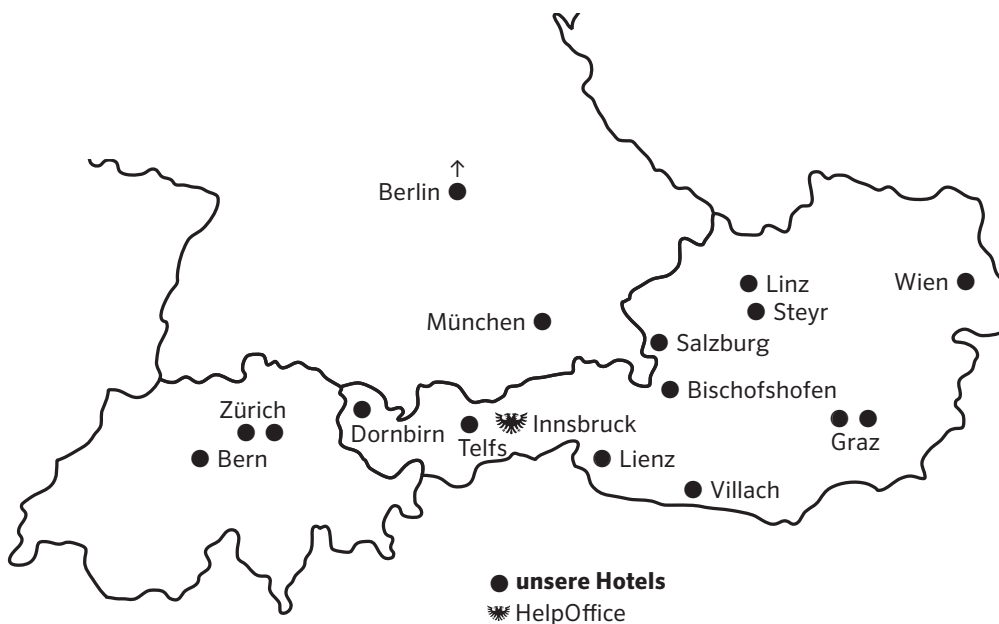 ↑
Berlin
Linz
Wien
Steyr
München
Salzburg
Bischofshofen
Zürich
Dornbirn
Innsbruck
Graz
Telfs
Bern
Lienz
Villach
unsere Hotels
HelpOffice